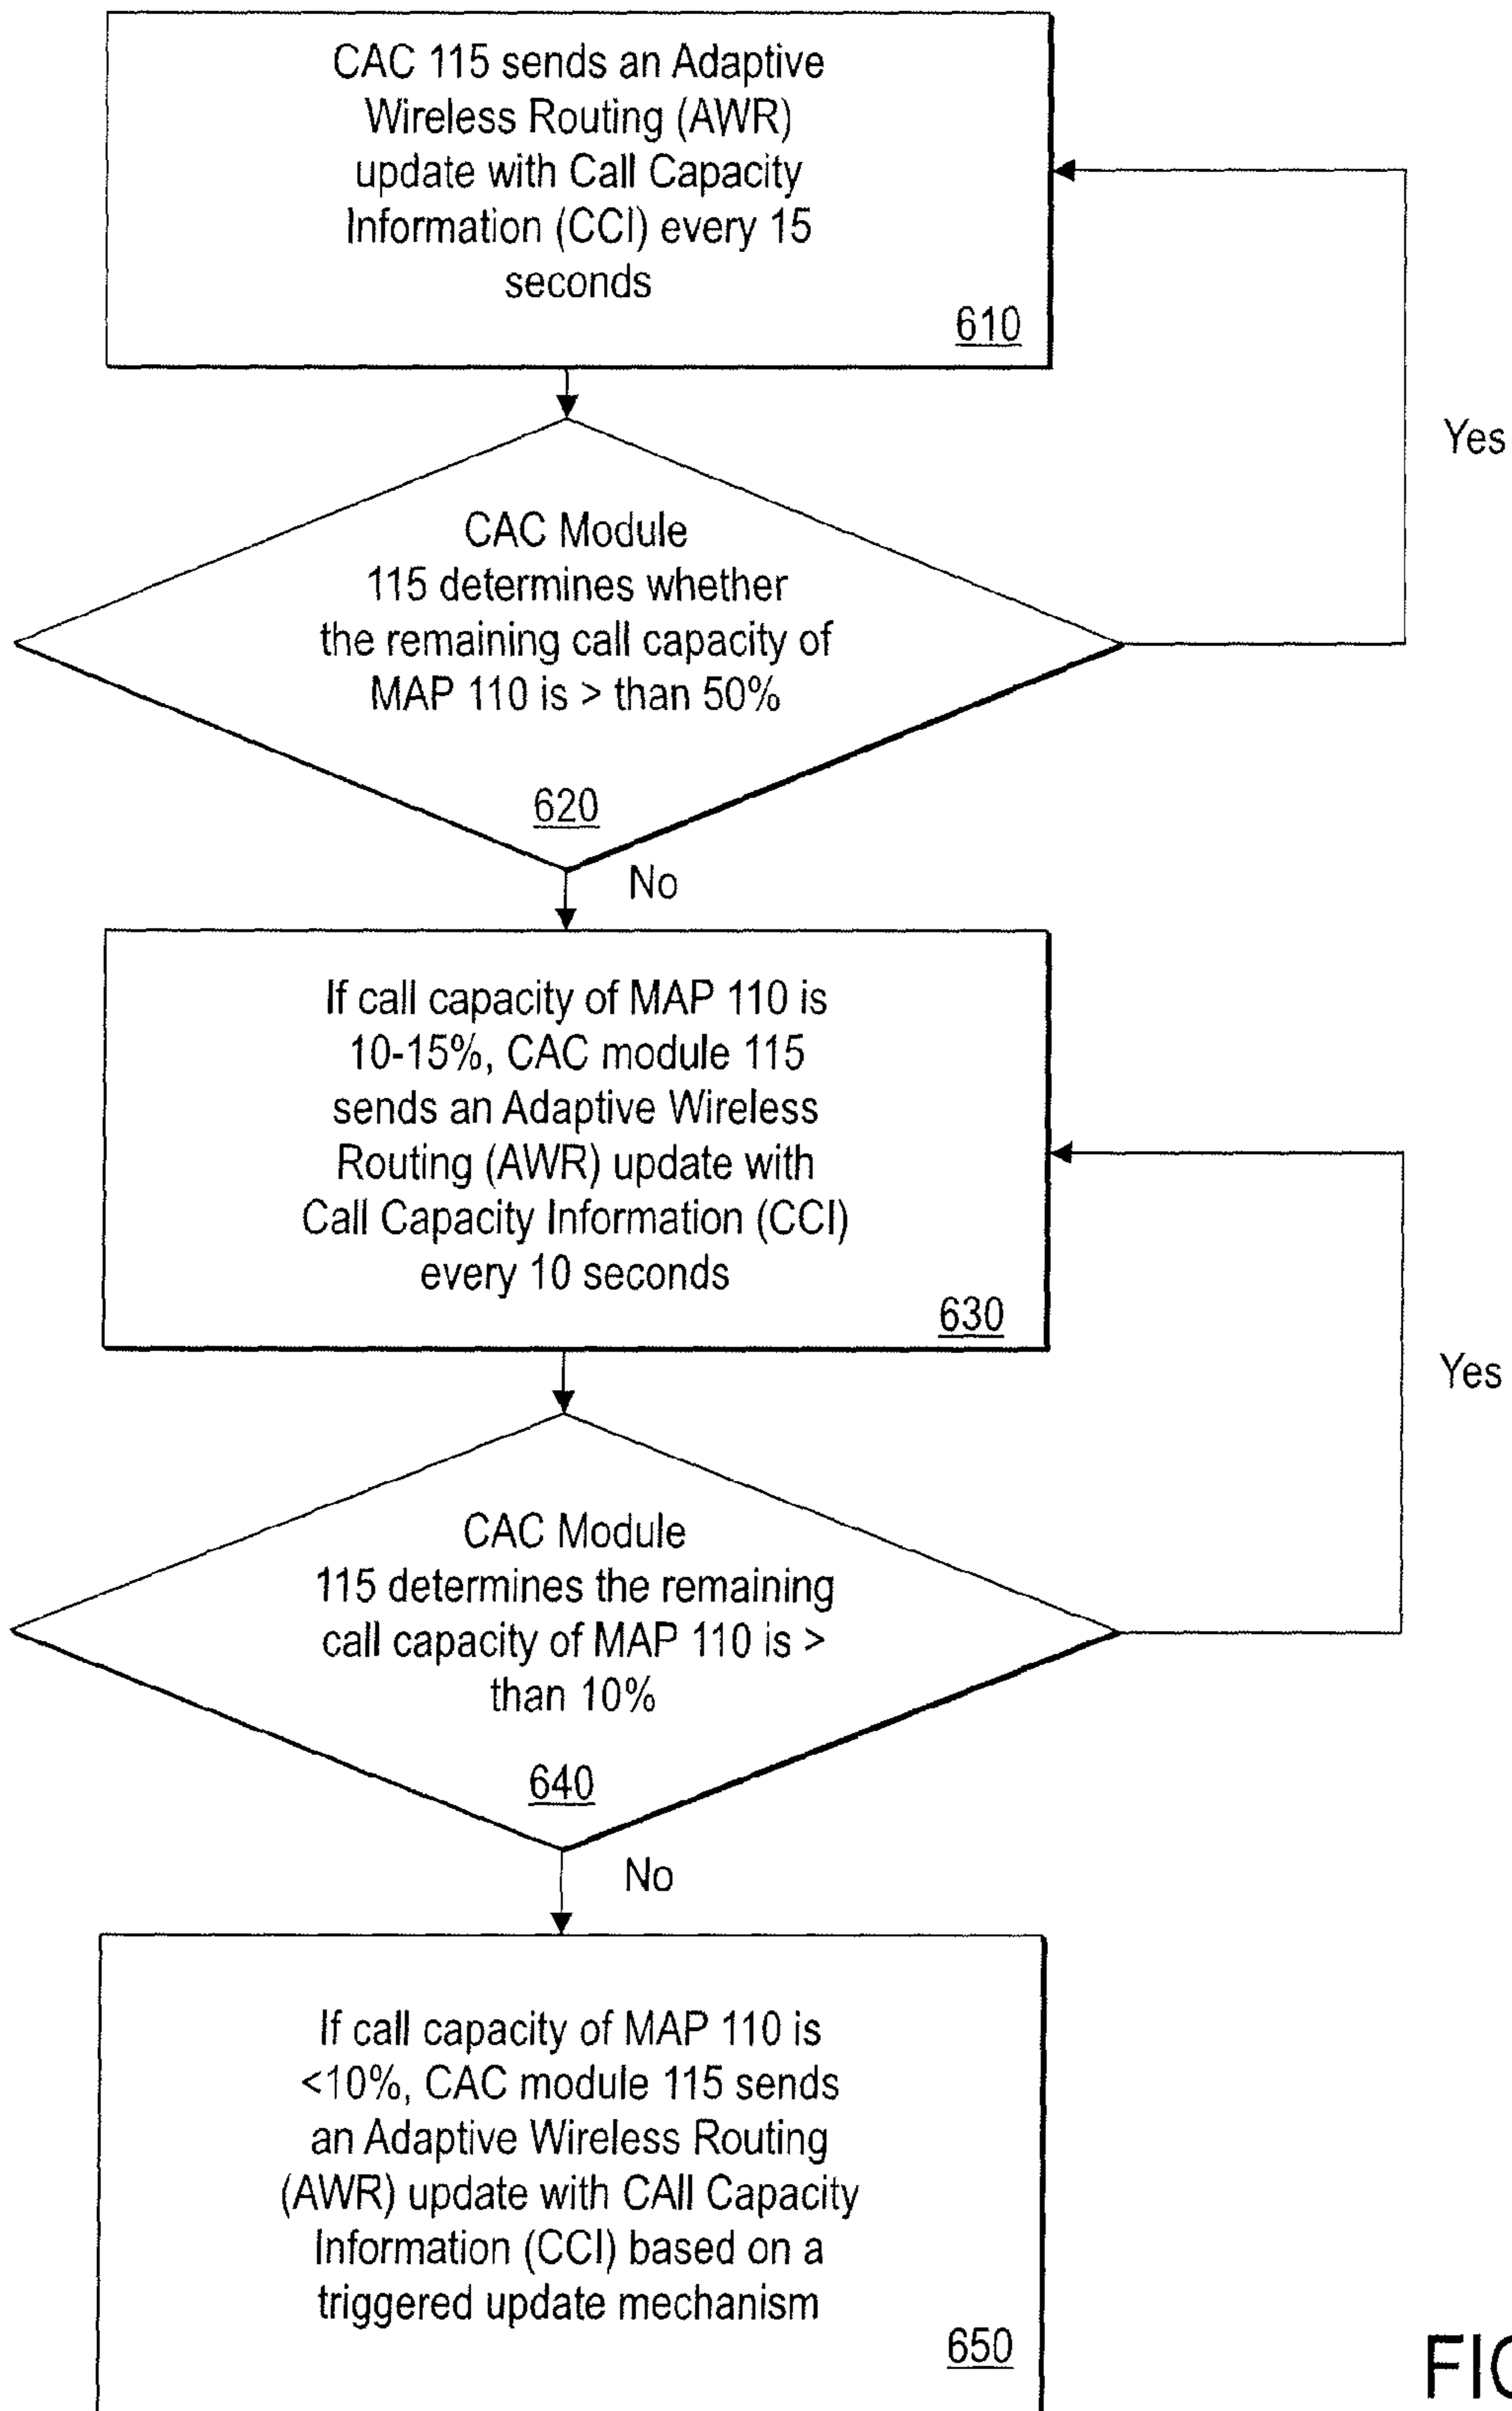 CAC 115 sends an Adaptive
Wireless Routing (AWR)
update with Call Capacity
Information (CCI) every 15
seconds
610
Yes
CAC Module
115 determines whether
the remaining call capacity of
MAP 110 is > than 50%
620
No
If call capacity of MAP 110 is
10-15%, CAC module 115
sends an Adaptive Wireless
Routing (AWR) update with
Call Capacity Information (CCI)
every 10 seconds
630
Yes
CAC Module
115 determines the remaining
call capacity of MAP 110 is >
than 10%
640
No
If call capacity of MAP 110 is
<10%, CAC module 115 sends
an Adaptive Wireless Routing
(AWR) update with CAll Capacity
Information (CCI) based on a
triggered update mechanism
650